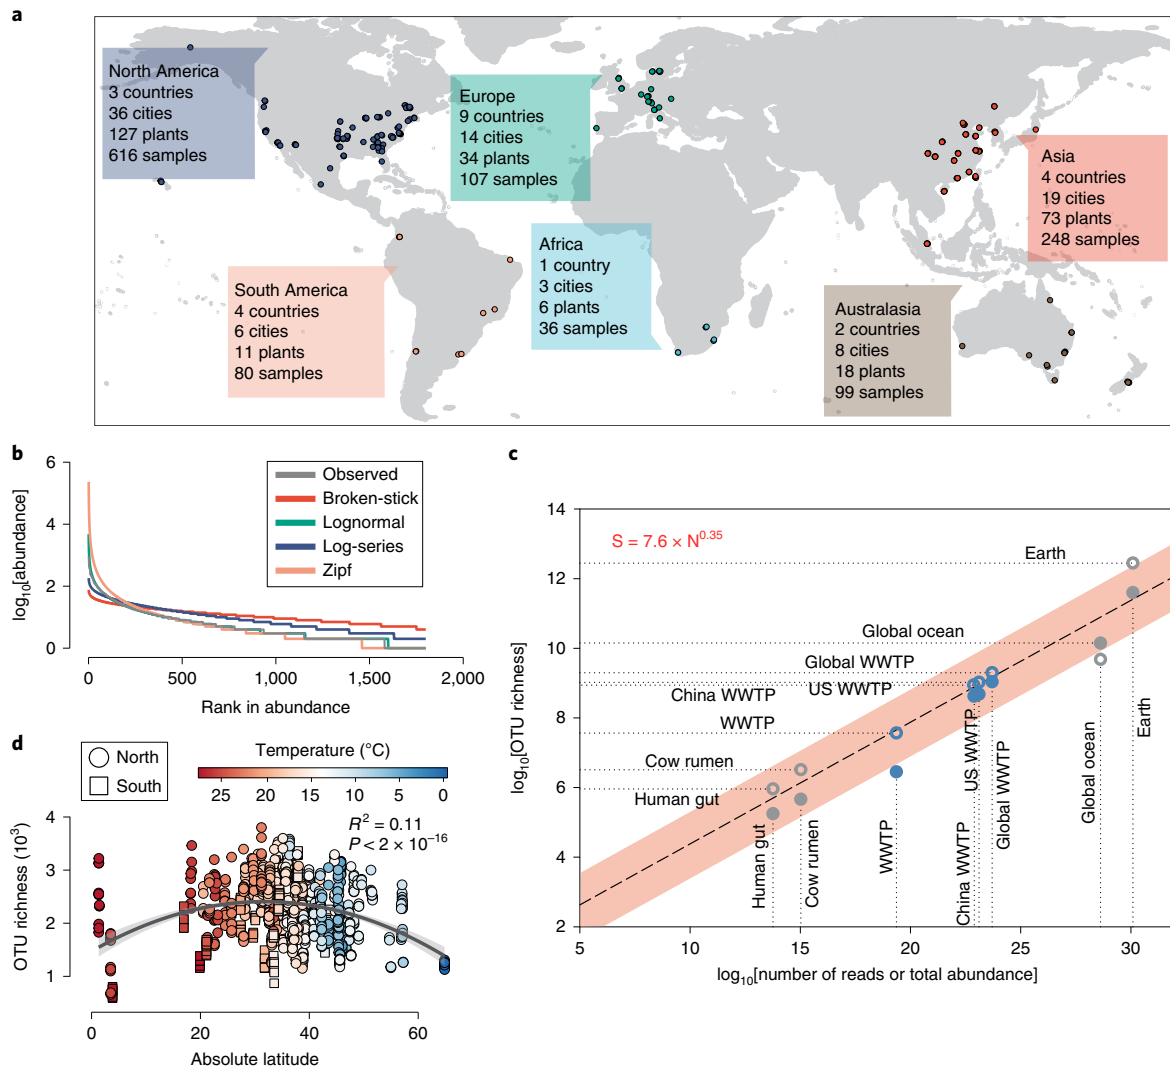 a
North America
3 countries
36 cities
127 plants
616 samples
Europe
9 countries
14 cities
34 plants
107 samples
Asia
4 countries
19 cities
73 plants
248 samples
South America
4 countries
6 cities
11 plants
80 samples
Africa
1 country
3 cities
6 plants
36 samples
Australasia
2 countries
8 cities
18 plants
99 samples
b
log₁₀[abundance]
6
4
2
0
0
500
1,000
1,500
2,000
Rank in abundance
Observed
Broken-stick
Lognormal
Log-series
Zipf
c
log₁₀[OTU richness]
14
12
10
8
6
4
2
5
10
15
20
25
30
log₁₀[number of reads or total abundance]
S = 7.6 × N⁰·³⁵
Earth
Global ocean
Global WWTP
US WWTP
China WWTP
WWTP
Cow rumen
Human gut
Human gut
Cow rumen
WWTP
China WWTP
US WWTP
Global WWTP
Global ocean
Earth
d
North
South
Temperature (°C)
25
20
15
10
5
0
R² = 0.11
P < 2 × 10⁻¹⁶
OTU richness (10³)
4
3
2
1
0
20
40
60
Absolute latitude